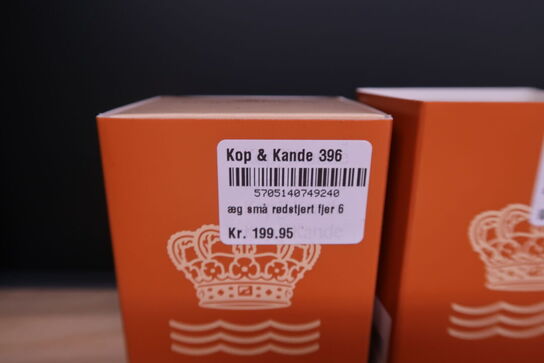 Kop & Kande 396
5705140749240
æg små rødstjert fjer 6
Kr. 199.95